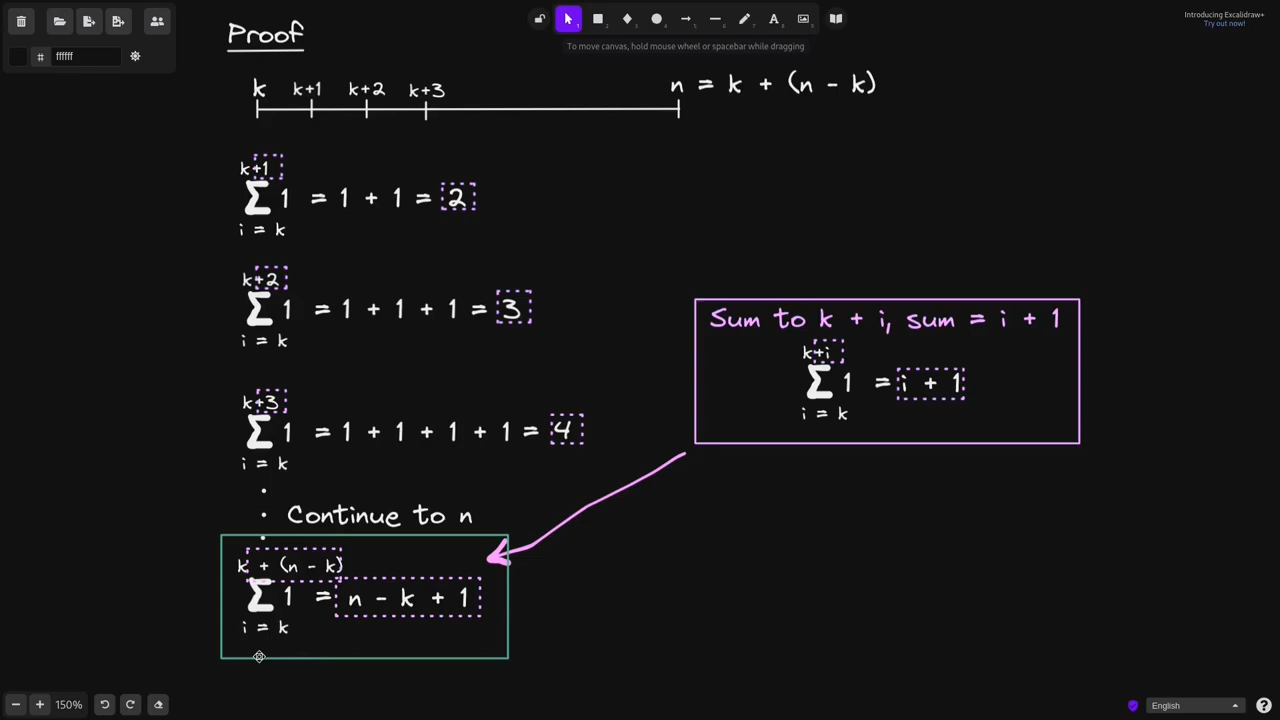 Introducing Excalidraw+
Try out now!
# ffffff
To move canvas, hold mouse wheel or spacebar while dragging
Proof
k k+1 k+2 k+3 n = k + (n - k)
k+1
Σ 1 = 1 + 1 = 2
i = k
k+2
Σ 1 = 1 + 1 + 1 = 3
i = k
k+3
Σ 1 = 1 + 1 + 1 + 1 = 4
i = k
Sum to k + i, sum = i + 1
k+i
Σ 1 = i + 1
i = k
Continue to n
k + (n - k)
Σ 1 = n - k + 1
i = k
150%
English